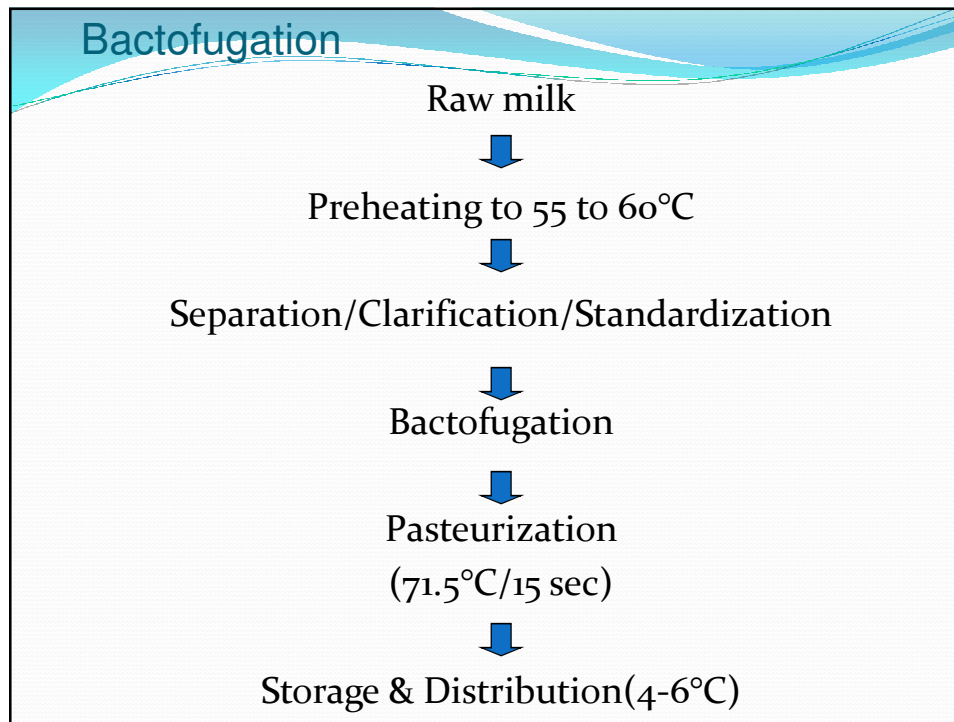 Bactofugation
Raw milk
Preheating to 55 to 60°C
Separation/Clarification/Standardization
Bactofugation
Pasteurization
(71.5°C/15 sec)
Storage & Distribution(4-6°C)